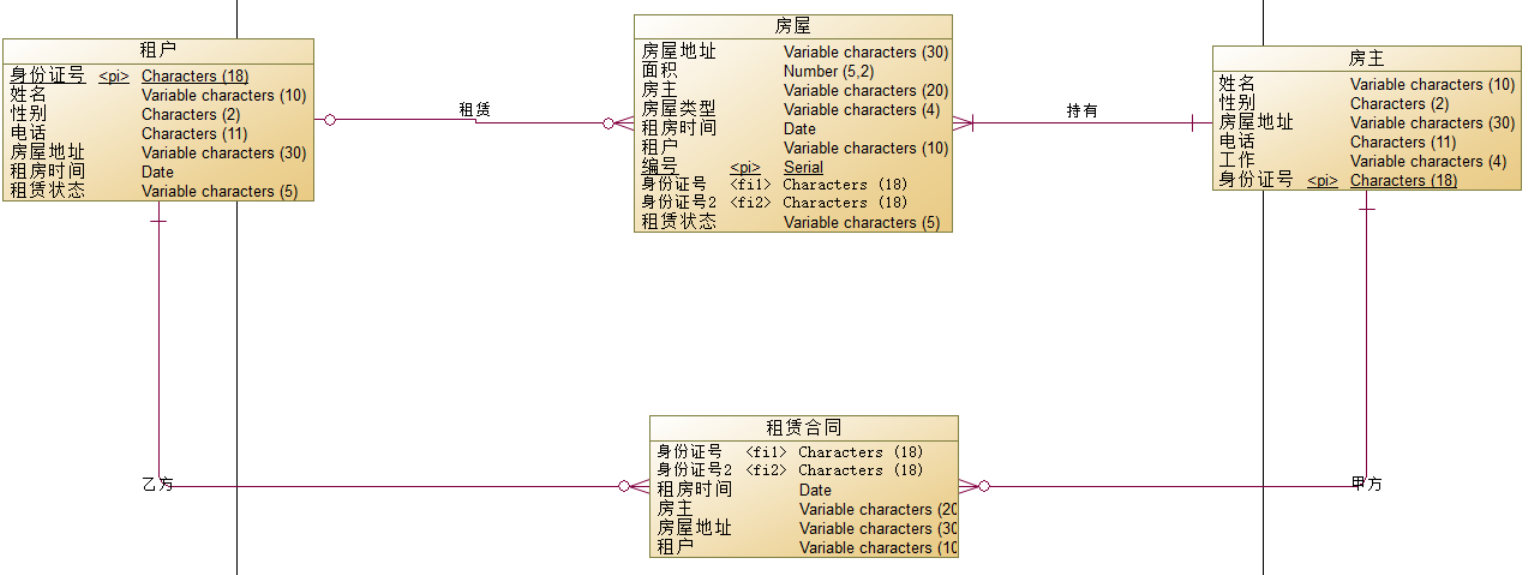 租户
身份证号 <pi> Characters (18)
姓名 Variable characters (10)
性别 Characters (2)
电话 Characters (11)
房屋地址 Variable characters (30)
租房时间 Date
租赁状态 Variable characters (5)
租赁
房屋
房屋地址 Variable characters (30)
面积 Number (5,2)
房主 Variable characters (20)
房屋类型 Variable characters (4)
租房时间 Date
租户 Variable characters (10)
编号 <pi> Serial
身份证号 <fi1> Characters (18)
身份证号2 <fi2> Characters (18)
租赁状态 Variable characters (5)
持有
房主
姓名 Variable characters (10)
性别 Characters (2)
房屋地址 Variable characters (30)
电话 Characters (11)
工作 Variable characters (4)
身份证号 <pi> Characters (18)
乙方
租赁合同
身份证号 <fi1> Characters (18)
身份证号2 <fi2> Characters (18)
租房时间 Date
房主 Variable characters (20
房屋地址 Variable characters (30
租户 Variable characters (10
甲方